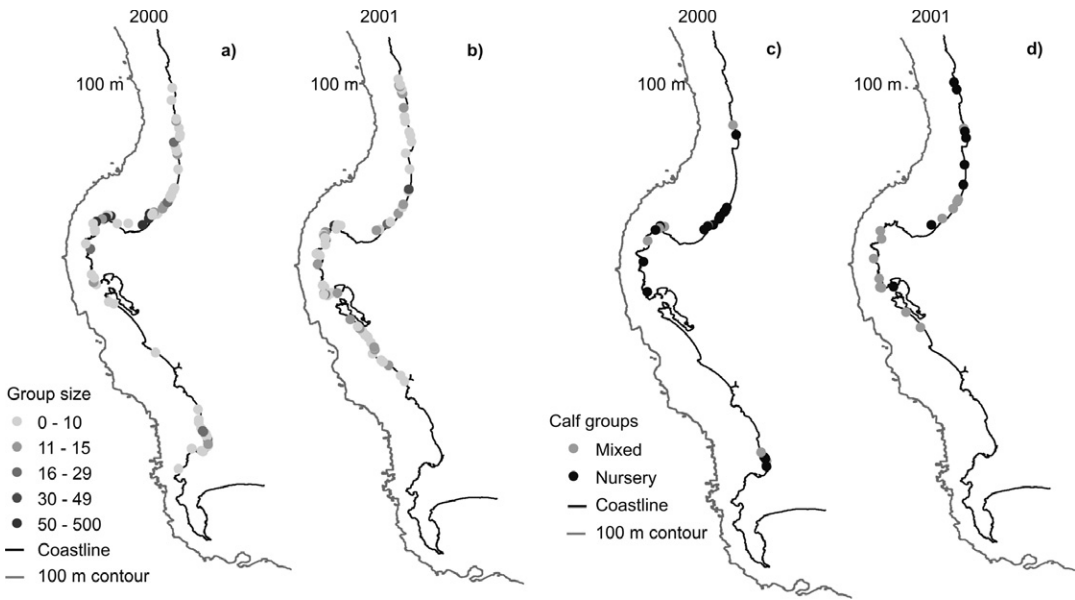 2000
2001
a)
b)
100 m
100 m
Group size
0 - 10
11 - 15
16 - 29
30 - 49
50 - 500
Coastline
100 m contour
2000
2001
c)
d)
100 m
100 m
Calf groups
Mixed
Nursery
Coastline
100 m contour